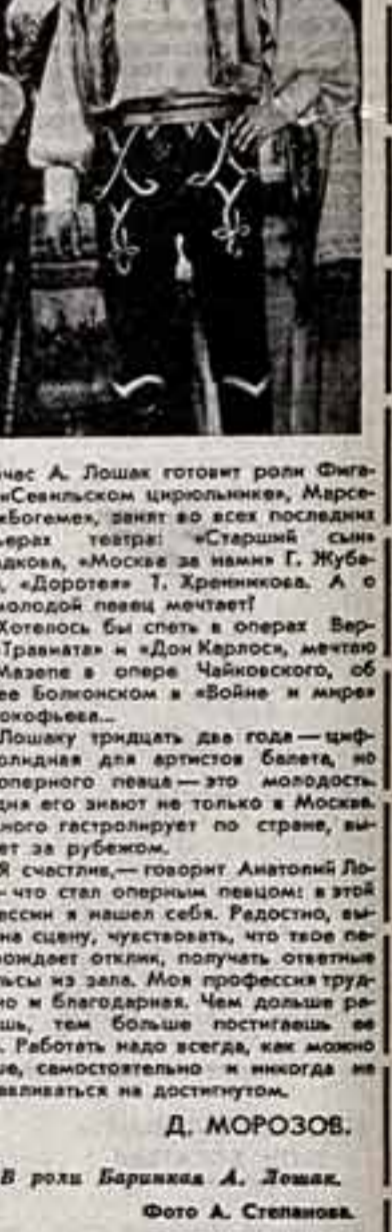 час А. Лошак готовит роли Фига-
«Севильском цирюльнике», Марсе-
«Богеме», занят во всех последних
ьерах театра: «Старший сын»
адкова, «Москва за нами» Г. Жуба-
, «Доротея» Т. Хренникова. А о
молодой певец мечтает?
Хотелось бы спеть в операх Вер-
«Травиата» и «Дон Карлос», мечтаю
Мазепе в опере Чайковского, об
ее Болконском в «Войне и мире»
окофьева...
Лошаку тридцать два года — циф-
олидная для артистов балета, но
оперного певца — это молодость.
дня его знают не только в Москве.
ного гастролирует по стране, вы-
ет за рубежом.
Я счастлив,— говорит Анатолий Ло-
— что стал оперным певцом: в этой
ессии я нашел себя. Радостно, вы-
на сцену, чувствовать, что твое пе-
рождает отклик, получать ответные
льсы из зала. Моя профессия труд-
но и благодарная. Чем дольше ра-
ешь, тем больше постигаешь ее
. Работать надо всегда, как можно
ше, самостоятельно и никогда не
авливаться на достигнутом.
Д. МОРОЗОВ.
В роли Баринкая А. Лошак.
Фото А. Степанова.